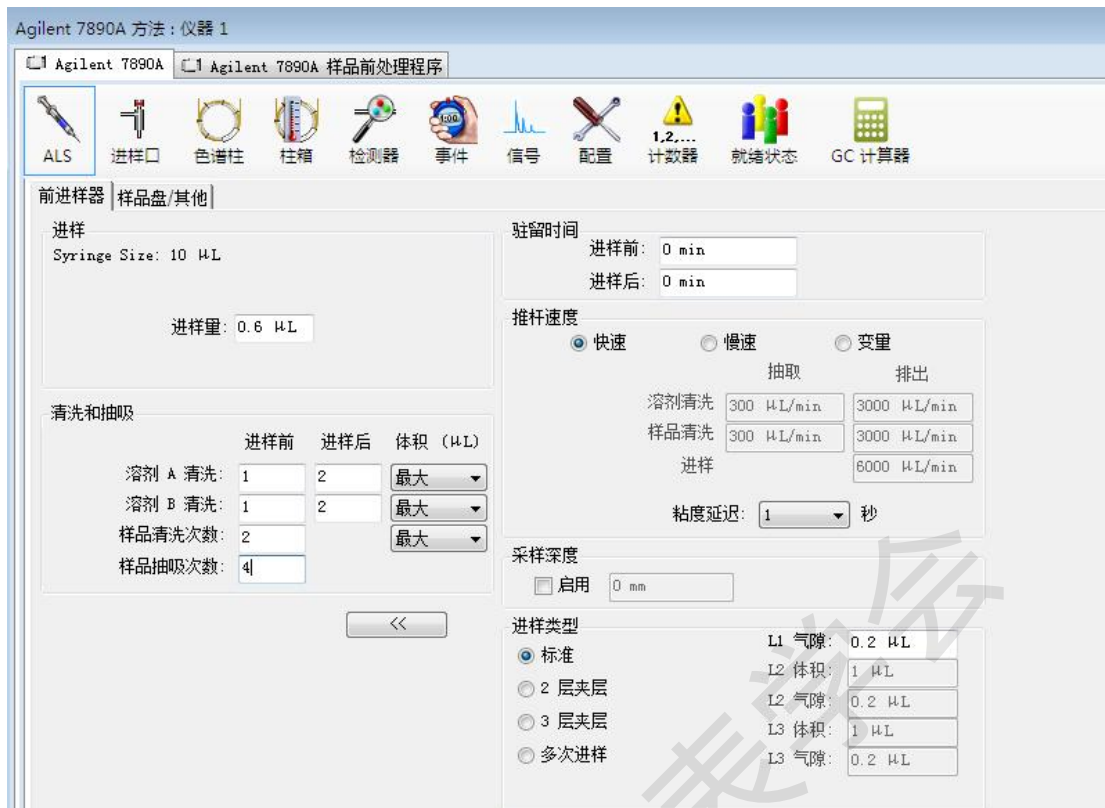 Agilent 7890A 方法：仪器 1
Agilent 7890A
Agilent 7890A 样品前处理程序
ALS
进样口
色谱柱
柱箱
1:00
检测器
事件
信号
配置
1,2,...
计数器
就绪状态
GC 计算器
前进样器
样品盘/其他
进样
Syringe Size: 10 μL
进样量: 0.6 μL
清洗和抽吸
进样前 进样后 体积 (μL)
溶剂 A 清洗: 1 2 最大
溶剂 B 清洗: 1 2 最大
样品清洗次数: 2 最大
样品抽吸次数: 4
<<
驻留时间
进样前: 0 min
进样后: 0 min
推杆速度
快速 慢速 变量
抽取 排出
溶剂清洗 300 μL/min 3000 μL/min
样品清洗 300 μL/min 3000 μL/min
进样 6000 μL/min
粘度延迟: 1 秒
采样深度
启用 0 mm
进样类型
标准
2 层夹层
3 层夹层
多次进样
L1 气隙: 0.2 μL
L2 体积: 1 μL
L2 气隙: 0.2 μL
L3 体积: 1 μL
L3 气隙: 0.2 μL
表学会